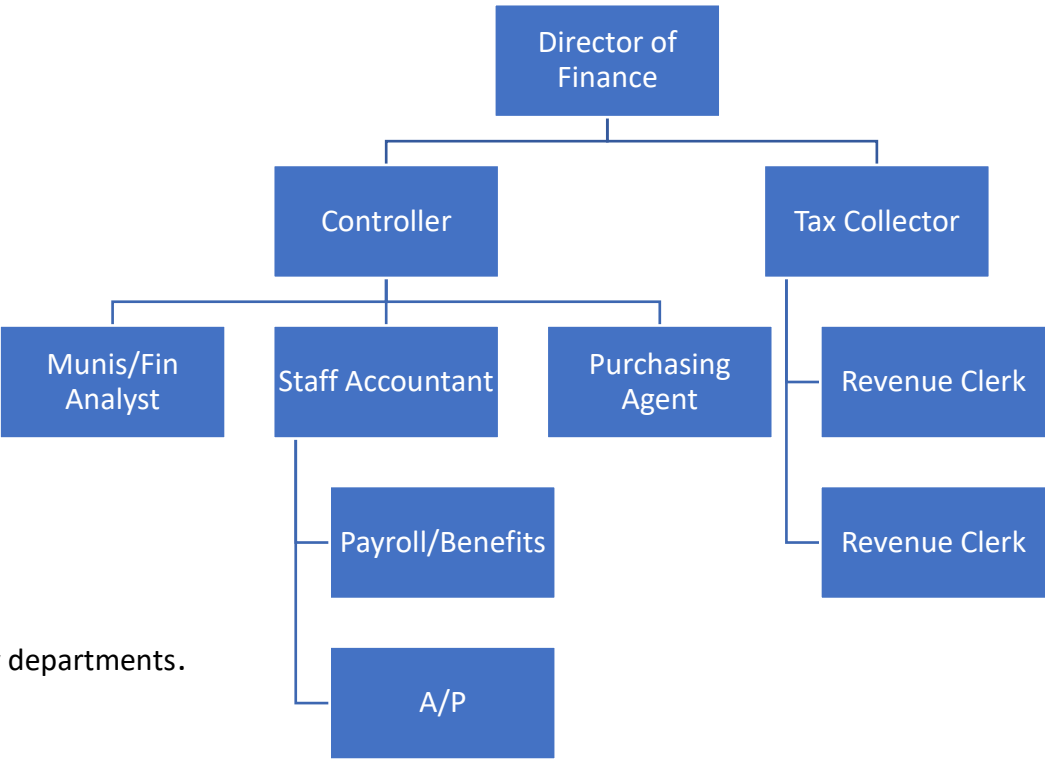 Director of
Finance
Controller
Tax Collector
Munis/Fin
Analyst
Staff Accountant
Purchasing
Agent
Revenue Clerk
Payroll/Benefits
Revenue Clerk
departments.
A/P